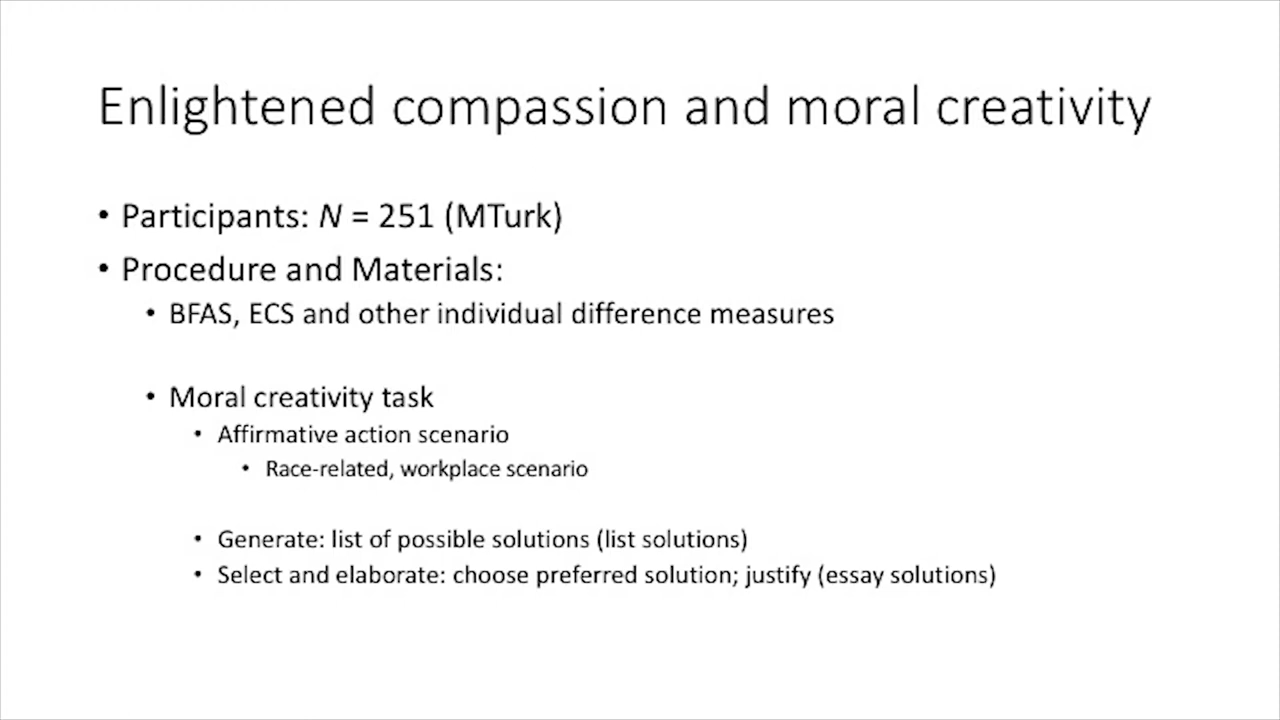 Enlightened compassion and moral creativity
• Participants: N = 251 (MTurk)
• Procedure and Materials:
• BFAS, ECS and other individual difference measures
• Moral creativity task
• Affirmative action scenario
• Race-related, workplace scenario
• Generate: list of possible solutions (list solutions)
• Select and elaborate: choose preferred solution; justify (essay solutions)